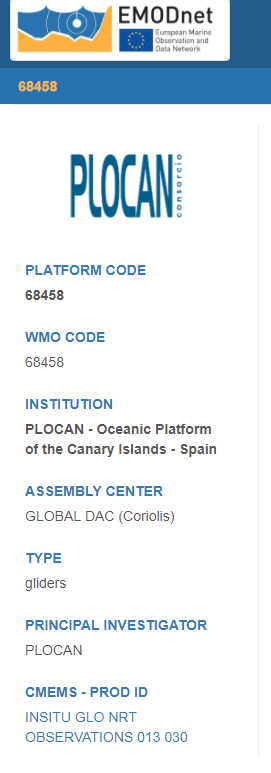 EMODnet
European Marine
Observation and
Data Network
68458
PLOCAN
consorcio
PLATFORM CODE
68458
WMO CODE
68458
INSTITUTION
PLOCAN - Oceanic Platform
of the Canary Islands - Spain
ASSEMBLY CENTER
GLOBAL DAC (Coriolis)
TYPE
gliders
PRINCIPAL INVESTIGATOR
PLOCAN
CMEMS - PROD ID
INSITU GLO NRT
OBSERVATIONS 013 030